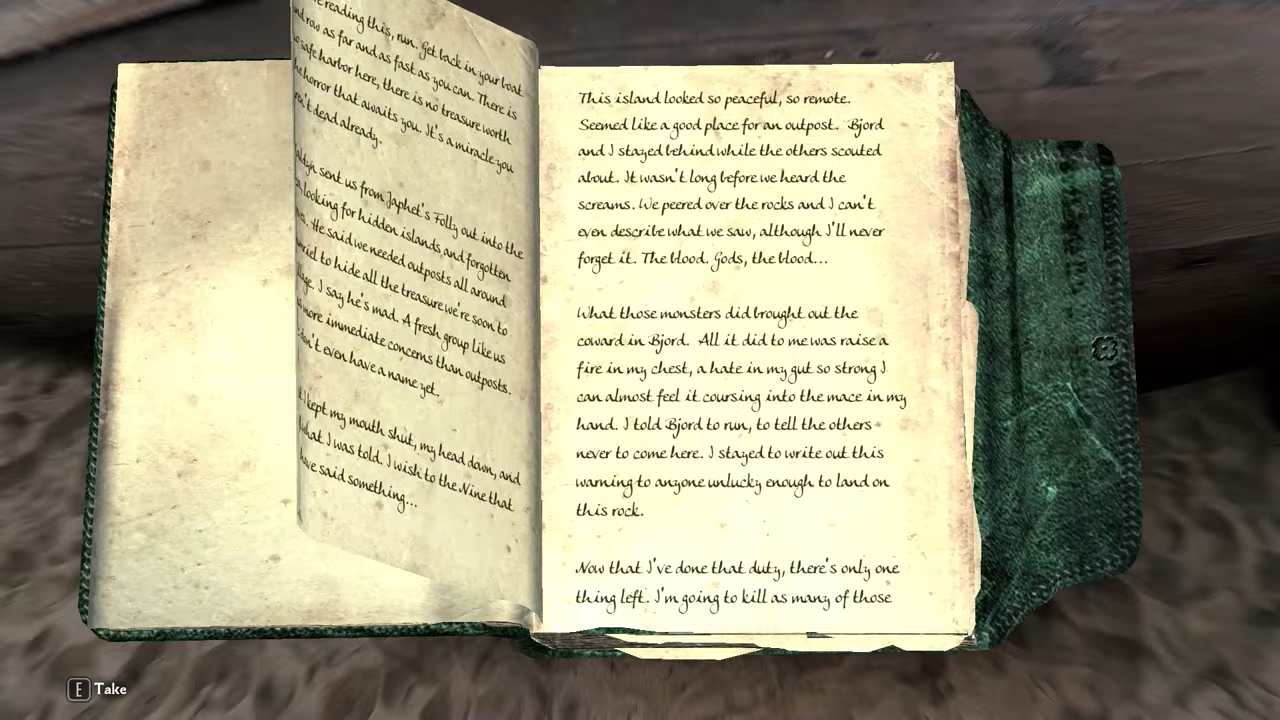 reading this, run. Get back in your boat
row as far and as fast as you can. There is
safe harbor here, there is no treasure worth
horror that awaits you. It's a miracle you
dead already.
sent us from Japhet's Folly out into the
looking for hidden islands and forgotten
He said we needed outposts all around
to hide all the treasure we're soon to
I say he's mad. A fresh group like us
more immediate concerns than outposts.
don't even have a name yet.
I kept my mouth shut, my head down, and
what I was told. I wish to the Nine that
have said something...
This island looked so peaceful, so remote.
Seemed like a good place for an outpost. Bjord
and I stayed behind while the others scouted
about. It wasn't long before we heard the
screams. We peered over the rocks and I can't
even describe what we saw, although I'll never
forget it. The blood. Gods, the blood...
What those monsters did brought out the
coward in Bjord. All it did to me was raise a
fire in my chest, a hate in my gut so strong I
can almost feel it coursing into the mace in my
hand. I told Bjord to run, to tell the others
never to come here. I stayed to write out this
warning to anyone unlucky enough to land on
this rock.
Now that I've done that duty, there's only one
thing left. I'm going to kill as many of those
E Take